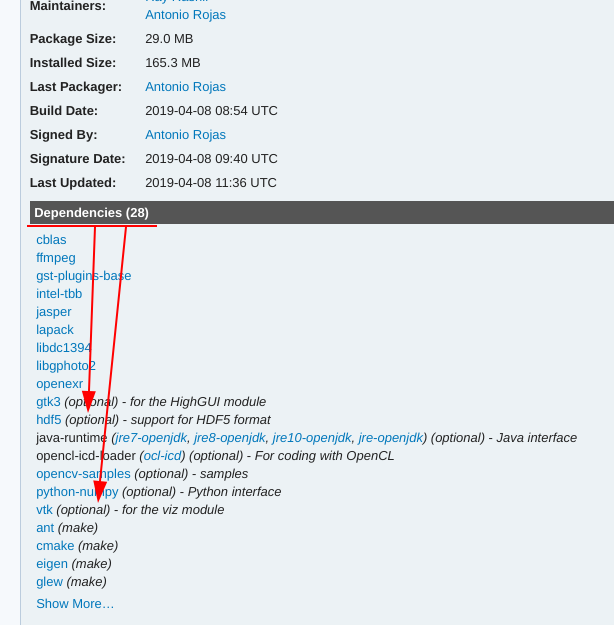 Maintainers:
Antonio Rojas
Package Size: 29.0 MB
Installed Size: 165.3 MB
Last Packager: Antonio Rojas
Build Date: 2019-04-08 08:54 UTC
Signed By: Antonio Rojas
Signature Date: 2019-04-08 09:40 UTC
Last Updated: 2019-04-08 11:36 UTC
Dependencies (28)
cblas
ffmpeg
gst-plugins-base
intel-tbb
jasper
lapack
libdc1394
libgphoto2
openexr
gtk3 (optional) - for the HighGUI module
hdf5 (optional) - support for HDF5 format
java-runtime (jre7-openjdk, jre8-openjdk, jre10-openjdk, jre-openjdk) (optional) - Java interface
opencl-icd-loader (ocl-icd) (optional) - For coding with OpenCL
opencv-samples (optional) - samples
python-numpy (optional) - Python interface
vtk (optional) - for the viz module
ant (make)
cmake (make)
eigen (make)
glew (make)
Show More…